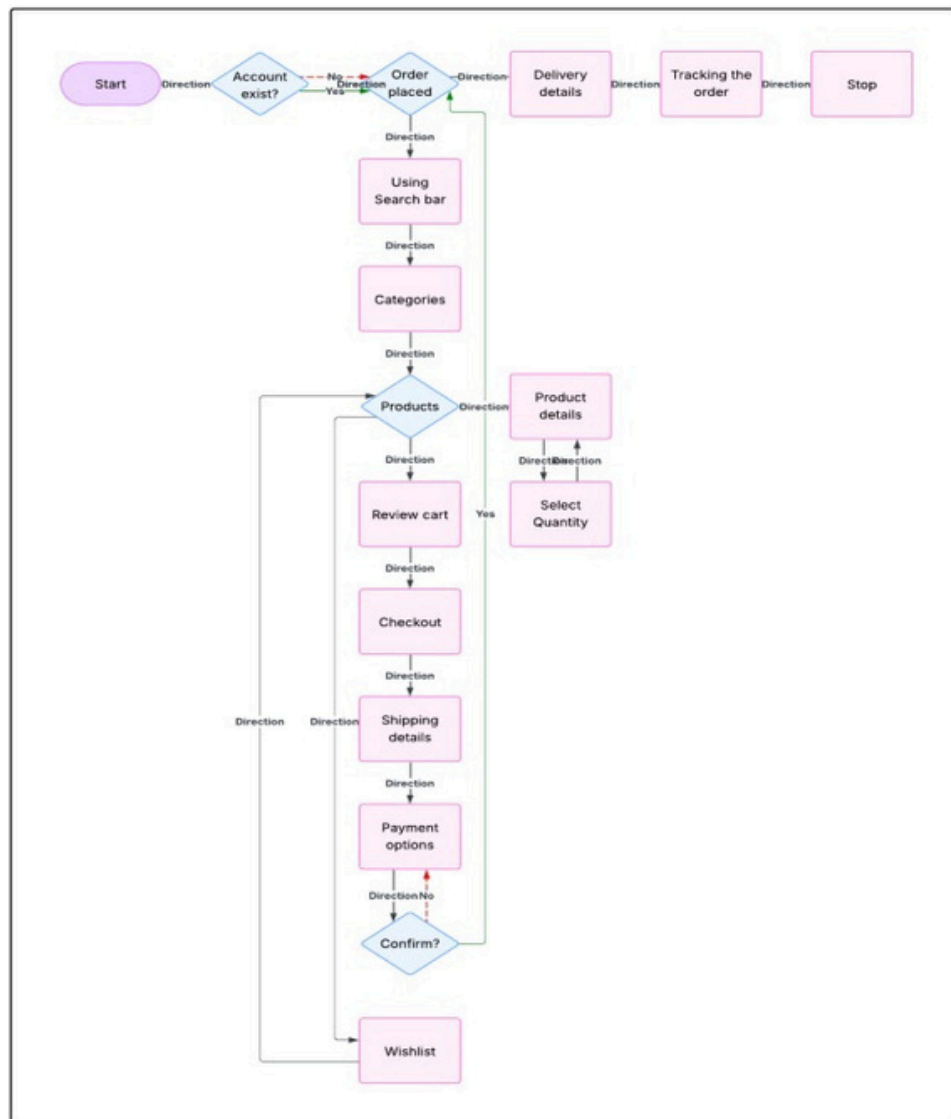 Start
Direction
Account
exist?
No
Direction
Yes
Order
placed
Direction
Delivery
details
Direction
Tracking the
order
Direction
Stop
Direction
Using
Search bar
Direction
Categories
Direction
Products
Direction
Product
details
Direction
Direction
Direction
Select
Quantity
Review cart
Yes
Direction
Checkout
Direction
Direction
Direction
Shipping
details
Direction
Payment
options
Direction
No
Confirm?
Wishlist